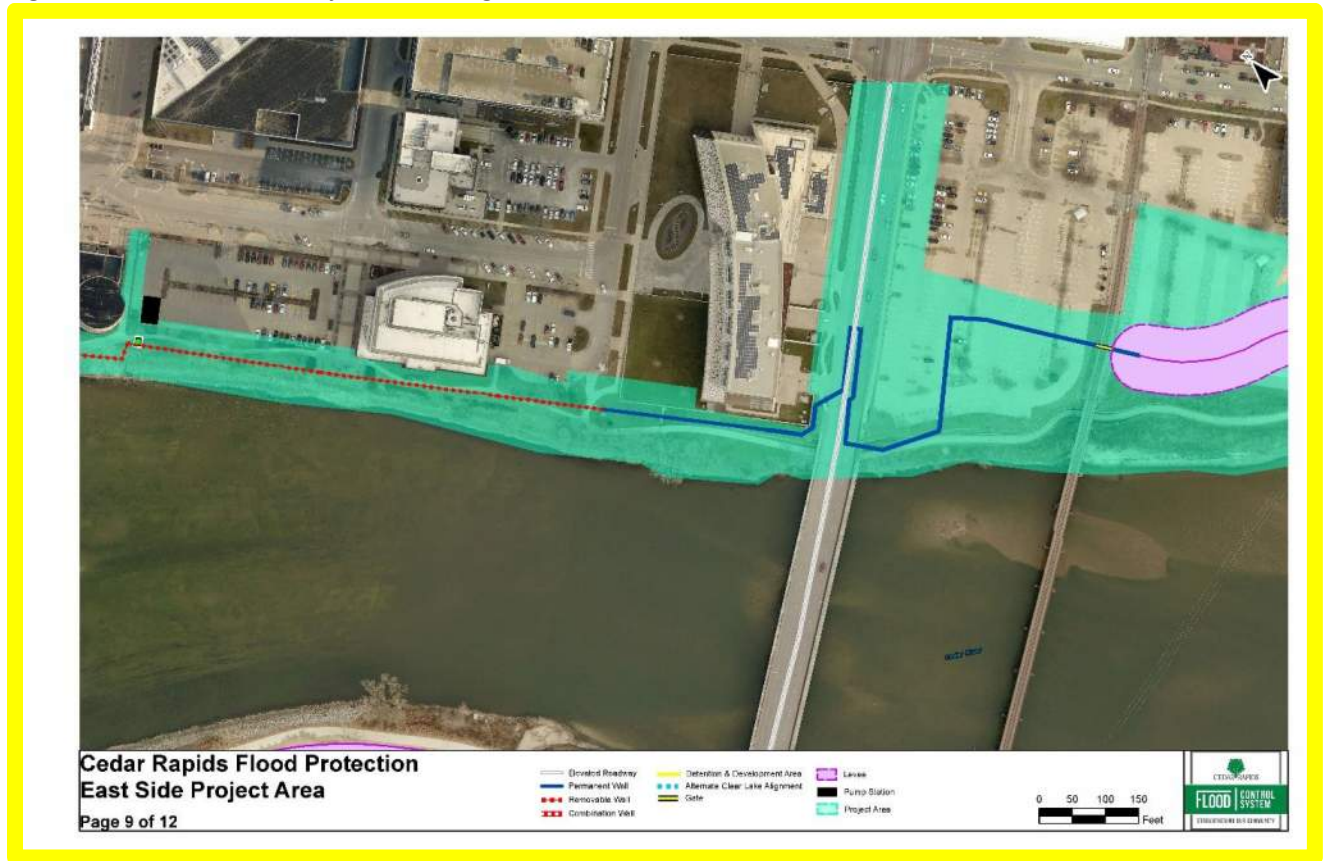 Cedar Rapids Flood Protection
East Side Project Area
Page 9 of 12
Elevated Roadway
Permanent Wall
Removable Wall
Combination Wall
Detention & Development Area
Alternate Clear Lake Alignment
Gate
Levee
Pump Station
Project Area
0 50 100 150
Feet
CEDAR RAPIDS
FLOOD CONTROL SYSTEM